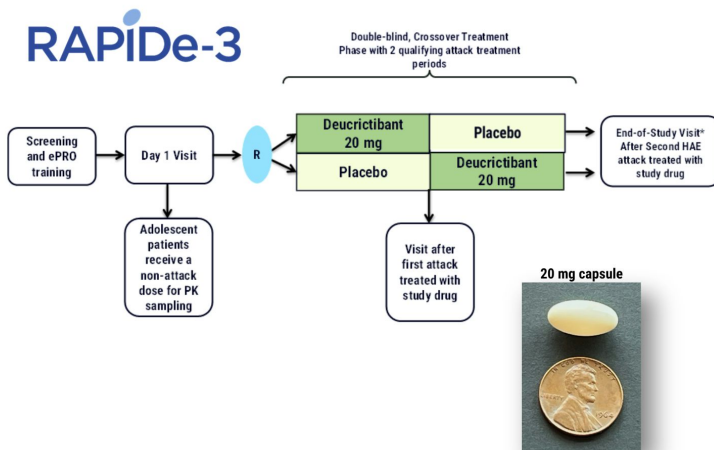 RAPiDe-3
Double-blind, Crossover Treatment
Phase with 2 qualifying attack treatment
periods
Screening
and ePRO
training
Day 1 Visit
R
Deucrictibant
20 mg
Placebo
Placebo
Deucrictibant
20 mg
End-of-Study Visit*
After Second HAE
attack treated with
study drug
Adolescent
patients
receive a
non-attack
dose for PK
sampling
Visit after
first attack
treated with
study drug
20 mg capsule